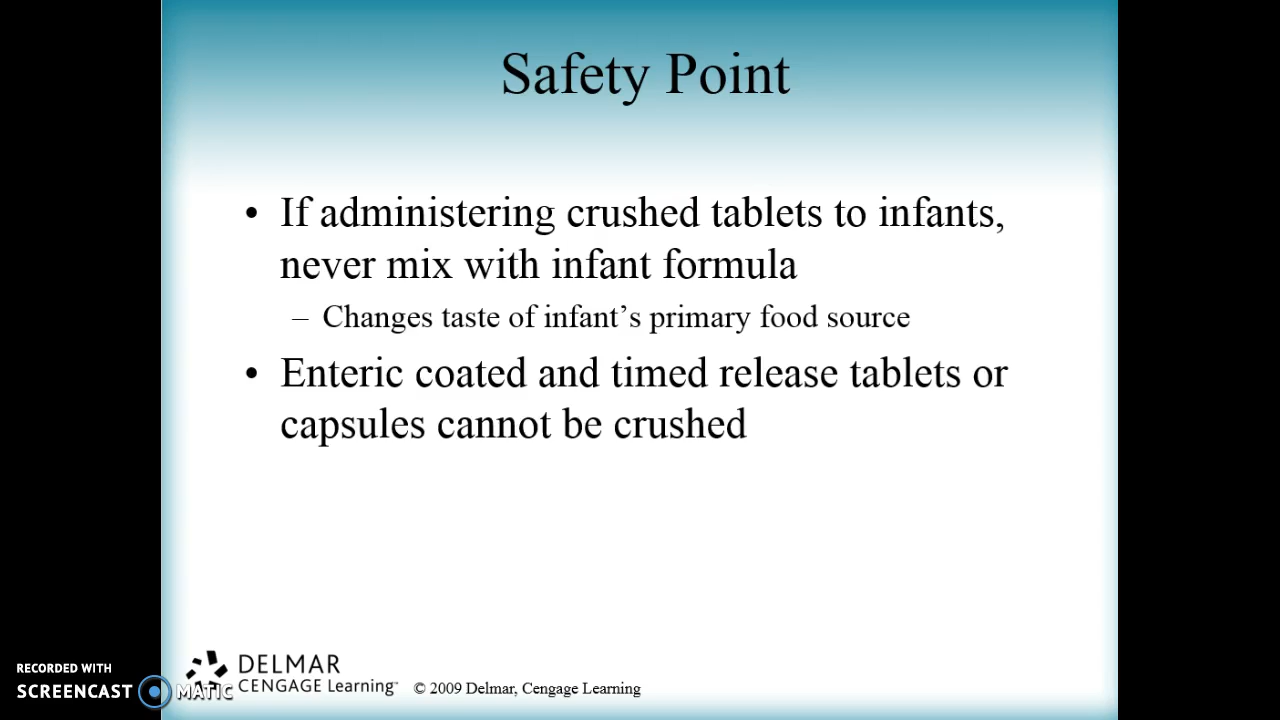 Safety Point
• If administering crushed tablets to infants,
never mix with infant formula
– Changes taste of infant’s primary food source
• Enteric coated and timed release tablets or
capsules cannot be crushed
RECORDED WITH
SCREENCAST MATIC
DELMAR
CENGAGE Learning™
© 2009 Delmar, Cengage Learning